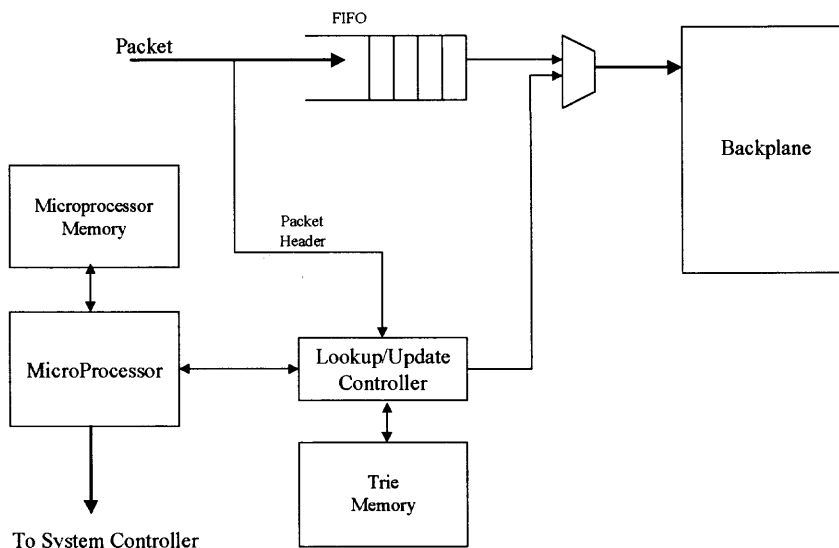 FIFO
Packet
Backplane
Microprocessor
Memory
Packet
Header
MicroProcessor
Lookup/Update
Controller
Trie
Memory
To System Controller